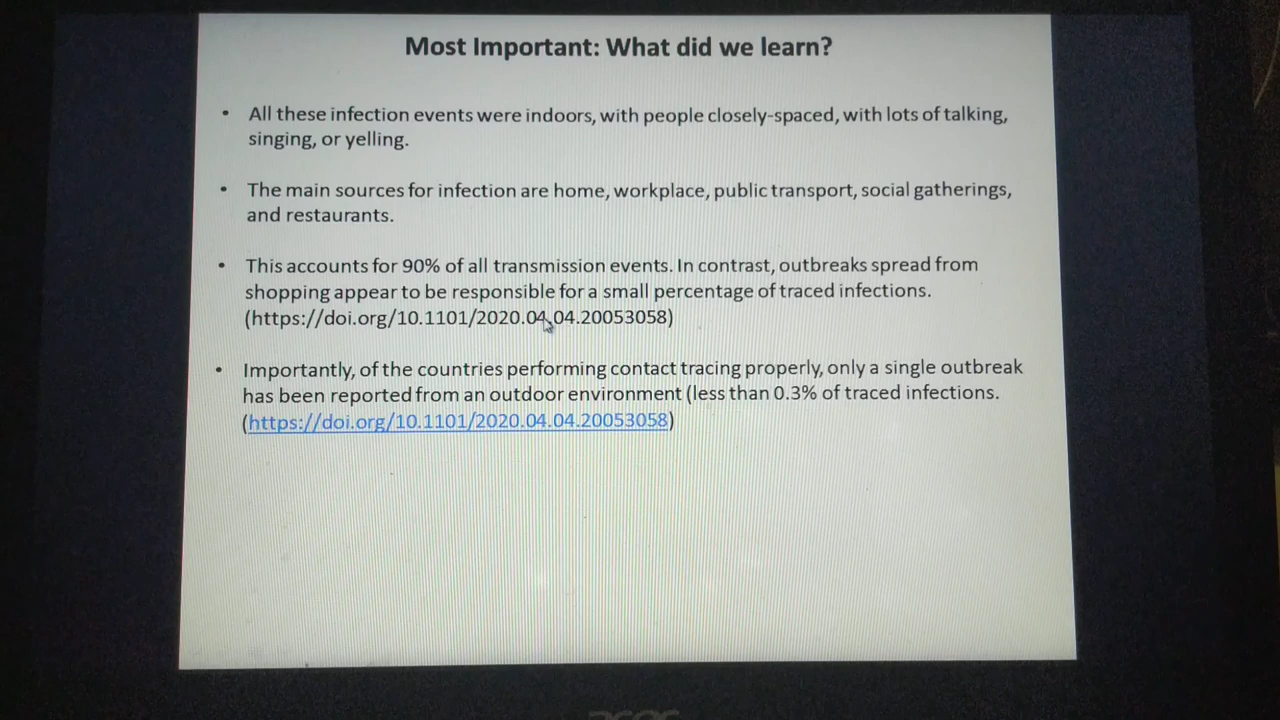 Most Important: What did we learn?
• All these infection events were indoors, with people closely-spaced, with lots of talking,
singing, or yelling.
• The main sources for infection are home, workplace, public transport, social gatherings,
and restaurants.
• This accounts for 90% of all transmission events. In contrast, outbreaks spread from
shopping appear to be responsible for a small percentage of traced infections.
(https://doi.org/10.1101/2020.04.04.20053058)
• Importantly, of the countries performing contact tracing properly, only a single outbreak
has been reported from an outdoor environment (less than 0.3% of traced infections.
(https://doi.org/10.1101/2020.04.04.20053058)